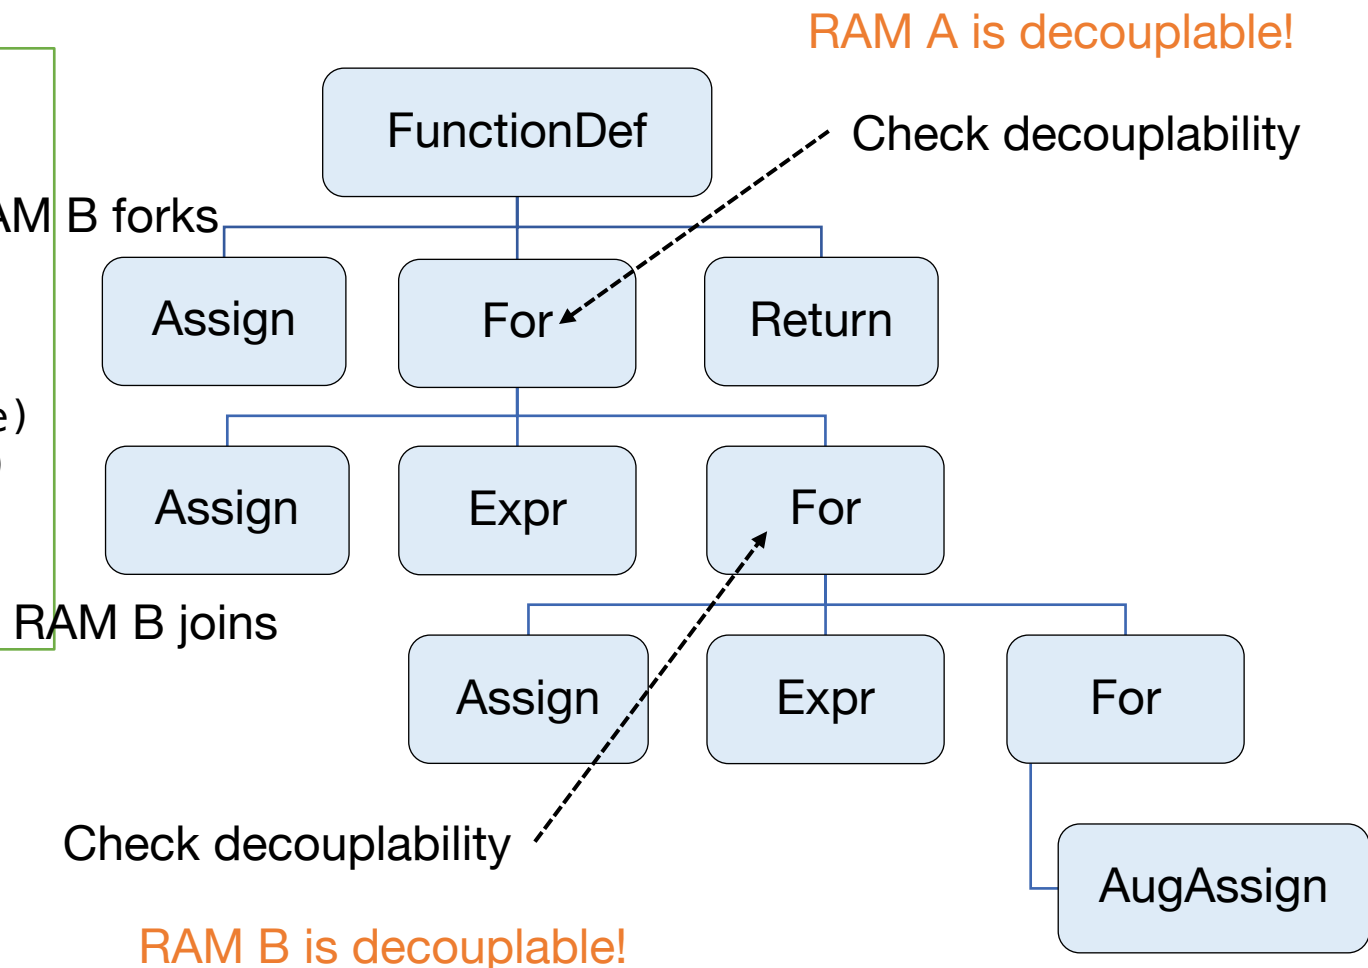 RAM A is decouplable!
FunctionDef
Check decouplability
AM B forks
Assign
For
Return
e)
)
Assign
Expr
For
RAM B joins
Assign
Expr
For
Check decouplability
AugAssign
RAM B is decouplable!